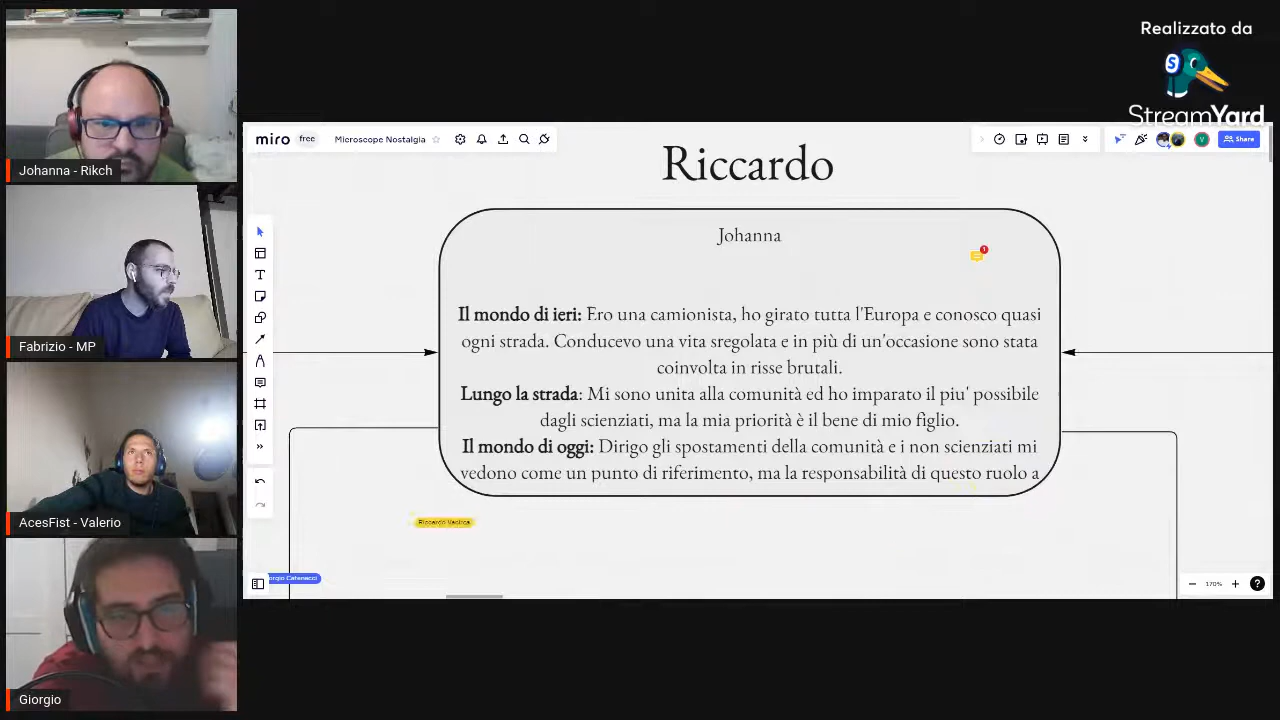 Realizzato da
StreamYard
miro free Microscope Nostalgia
Share
Riccardo
Johanna
1
Il mondo di ieri: Ero una camionista, ho girato tutta l'Europa e conosco quasi
ogni strada. Conducevo una vita sregolata e in più di un'occasione sono stata
coinvolta in risse brutali.
Lungo la strada: Mi sono unita alla comunità ed ho imparato il piu' possibile
dagli scienziati, ma la mia priorità è il bene di mio figlio.
Il mondo di oggi: Dirigo gli spostamenti della comunità e i non scienziati mi
vedono come un punto di riferimento, ma la responsabilità di questo ruolo a
170%
Johanna - Rikch
Fabrizio - MP
AcesFist - Valerio
Giorgio